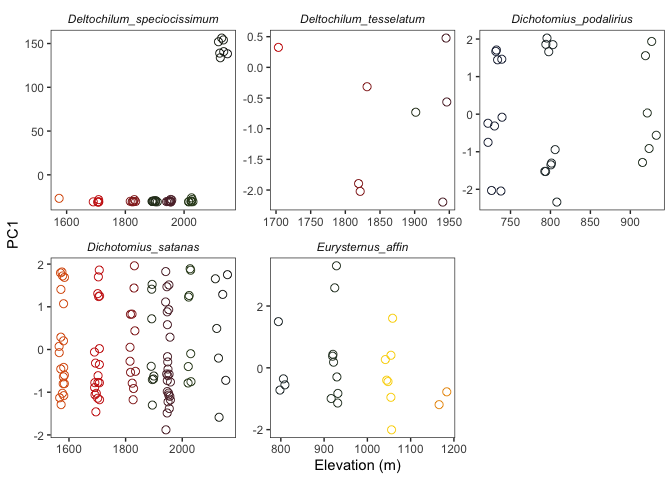 Deltochilum_speciocissimum Deltochilum_tesselatum Dichotomius_podalirius
150
100
50
0
1600 1800 2000
0.5
0.0
-0.5
-1.0
-1.5
-2.0
1700 1750 1800 1850 1900 1950
2
1
0
-1
-2
750 800 850 900
PC1
Dichotomius_satanas Eurysternus_affin
2
1
0
-1
-2
1600 1800 2000
2
0
-2
800 900 1000 1100 1200
Elevation (m)